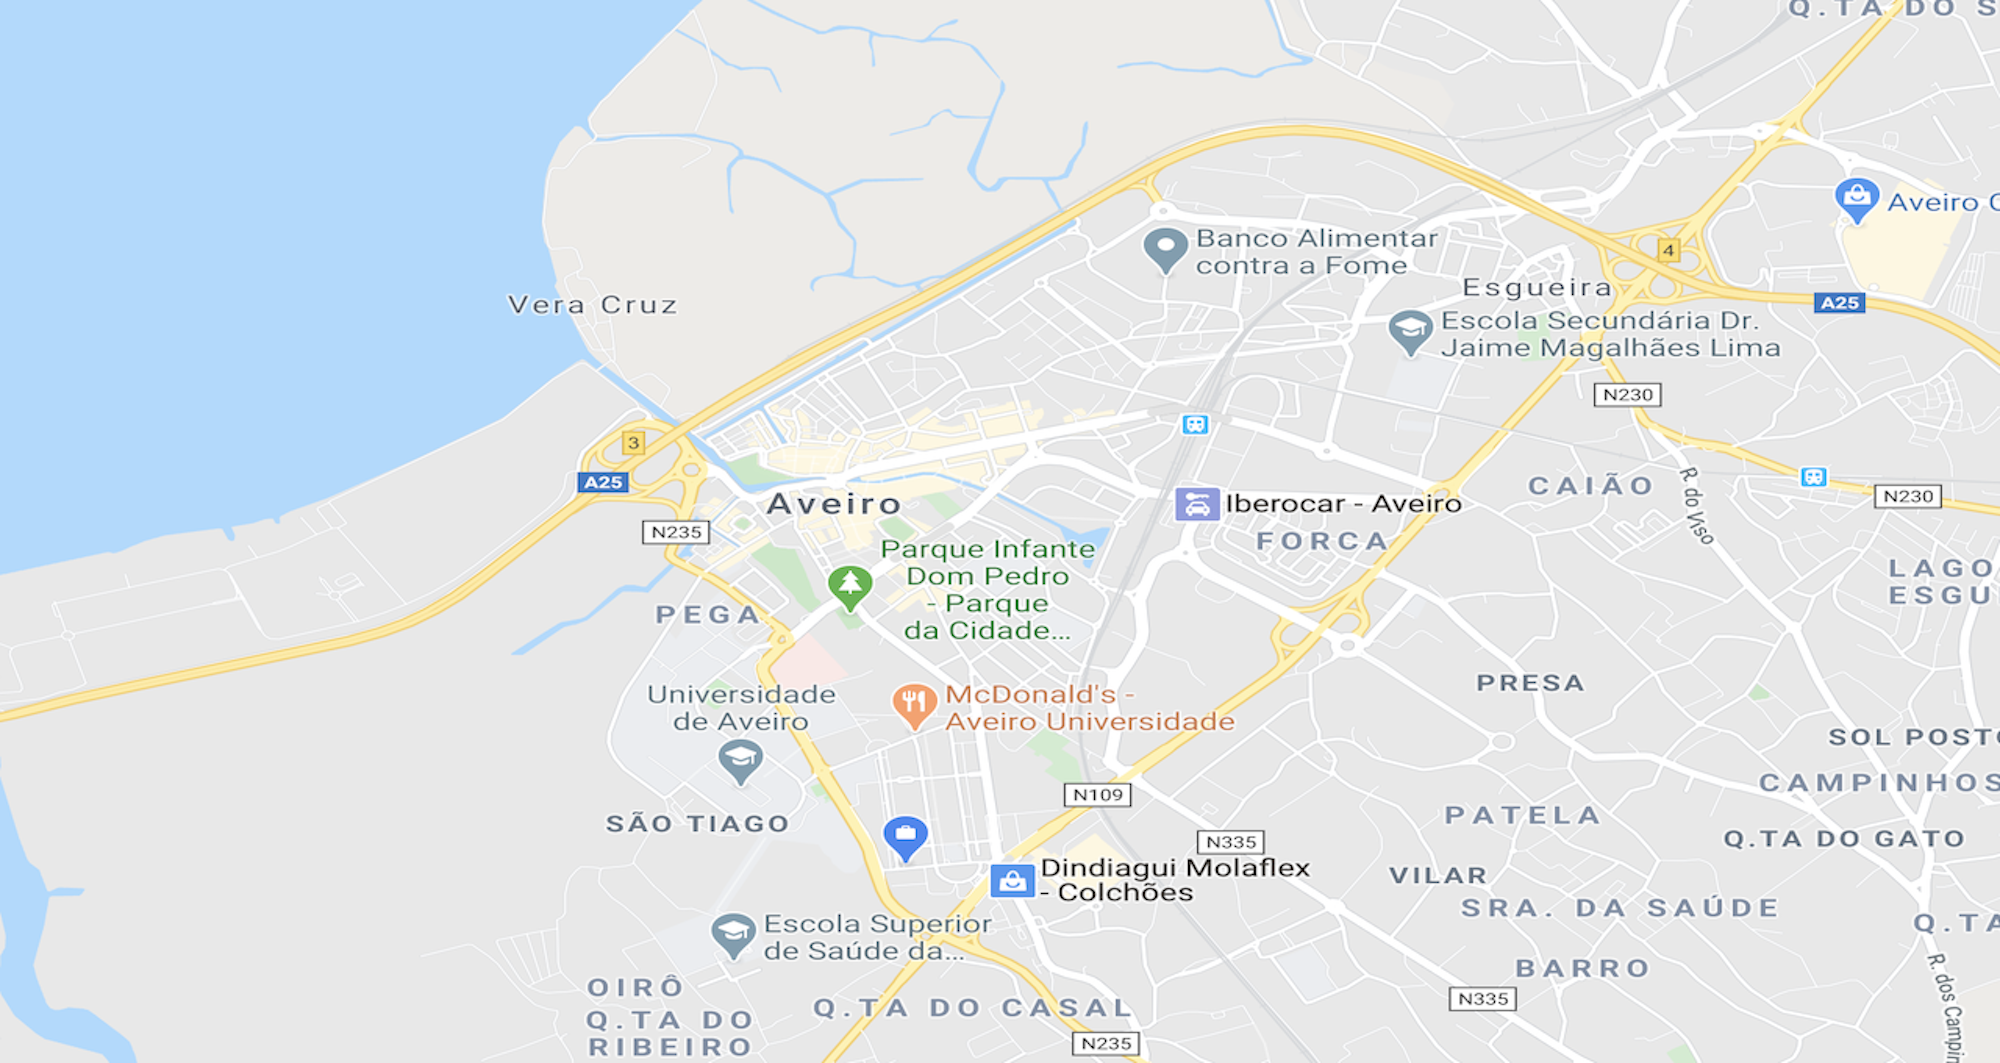 Q.TA DO S
Aveiro C
Banco Alimentar
contra a Fome
4
Esgueira
A25
Vera Cruz
Escola Secundária Dr.
Jaime Magalhães Lima
N230
3
A25
Aveiro
N235
Iberocar - Aveiro
CAIÃO
R. do Viso
N230
FORCA
Parque Infante
Dom Pedro
- Parque
da Cidade...
LAGO
ESGU
PEGA
PRESA
Universidade
de Aveiro
McDonald's -
Aveiro Universidade
SOL POSTO
CAMPINHOS
N109
PATELA
SÃO TIAGO
N335
Q.TA DO GATO
Dindiagui Molaflex
- Colchões
VILAR
SRA. DA SAÚDE
Escola Superior
de Saúde da...
Q.TA
BARRO
OIRÔ
Q.TA DO
RIBEIRO
Q.TA DO CASAL
N335
R. dos Campin
N235